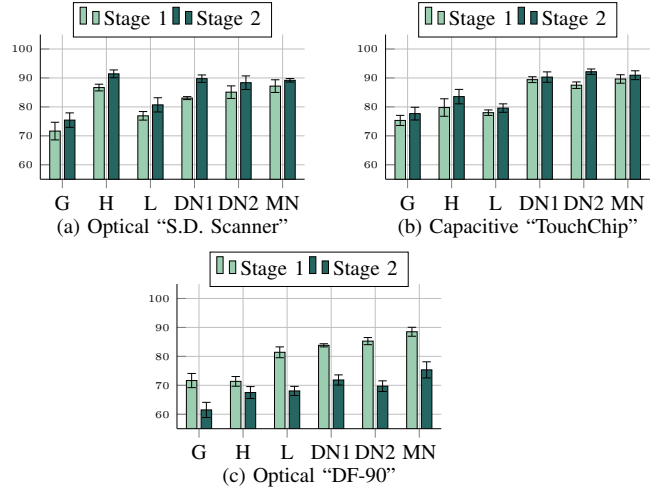 Stage 1 Stage 2
100
90
80
70
60
G H L DN1 DN2 MN
(a) Optical “S.D. Scanner”
Stage 1 Stage 2
100
90
80
70
60
G H L DN1 DN2 MN
(b) Capacitive “TouchChip”
Stage 1 Stage 2
100
90
80
70
60
G H L DN1 DN2 MN
(c) Optical “DF-90”